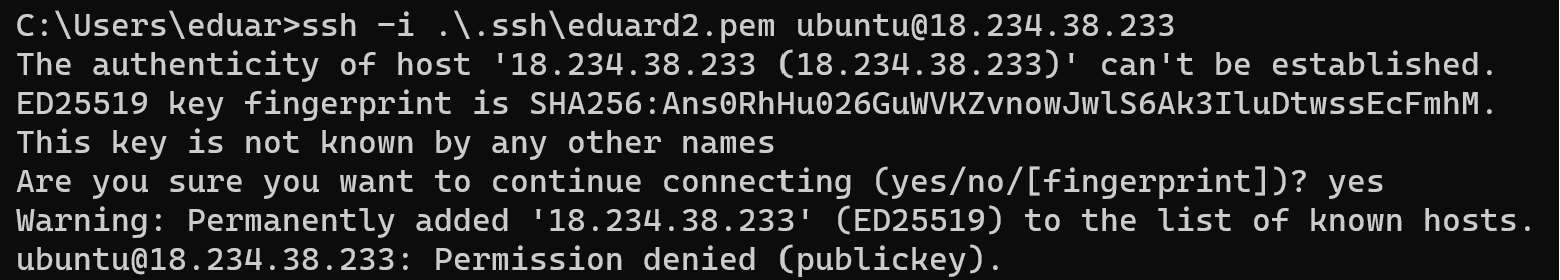 C:\Users\eduar>ssh -i .\.ssh\eduard2.pem ubuntu@18.234.38.233
The authenticity of host '18.234.38.233 (18.234.38.233)' can't be established.
ED25519 key fingerprint is SHA256:Ans0RhHu026GuWVKZvnowJwlS6Ak3IluDtwssEcFmhM.
This key is not known by any other names
Are you sure you want to continue connecting (yes/no/[fingerprint])? yes
Warning: Permanently added '18.234.38.233' (ED25519) to the list of known hosts.
ubuntu@18.234.38.233: Permission denied (publickey).